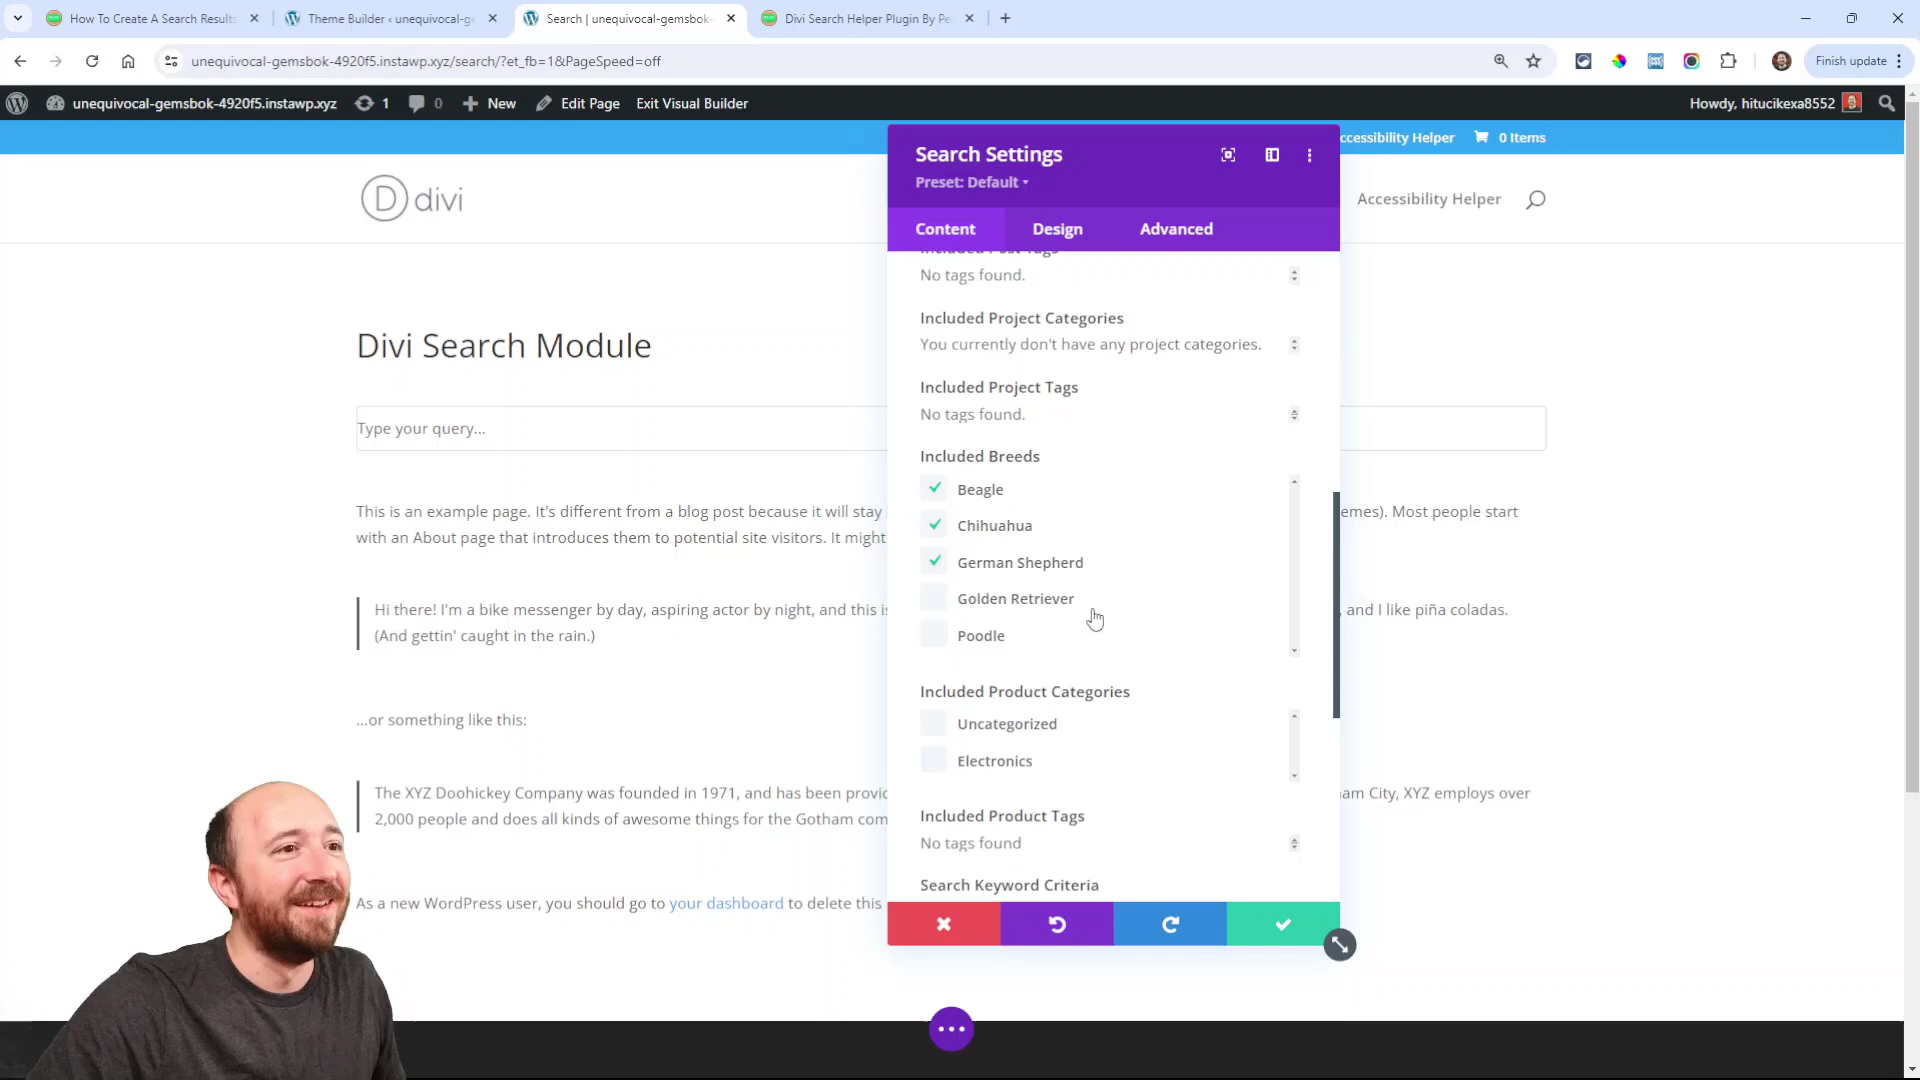 How To Create A Search Results
Theme Builder ‹ unequivocal-ge
Search | unequivocal-gemsbok-
Divi Search Helper Plugin By Pe
unequivocal-gemsbok-4920f5.instawp.xyz/search/?et_fb=1&PageSpeed=off
Finish update
unequivocal-gemsbok-4920f5.instawp.xyz
1
0
New
Edit Page
Exit Visual Builder
Howdy, hitucikexa8552
ccessibility Helper
0 Items
D divi
Accessibility Helper
Search Settings
Preset: Default
Content
Design
Advanced
Included Post Tags
No tags found.
Included Project Categories
You currently don't have any project categories.
Included Project Tags
No tags found.
Included Breeds
Beagle
Chihuahua
German Shepherd
Golden Retriever
Poodle
Included Product Categories
Uncategorized
Electronics
Included Product Tags
No tags found
Search Keyword Criteria
Divi Search Module
Type your query...
This is an example page. It's different from a blog post because it will stay emes). Most people start
with an About page that introduces them to potential site visitors. It might
Hi there! I'm a bike messenger by day, aspiring actor by night, and this is , and I like piña coladas.
(And gettin' caught in the rain.)
...or something like this:
The XYZ Doohickey Company was founded in 1971, and has been provid am City, XYZ employs over
2,000 people and does all kinds of awesome things for the Gotham com
As a new WordPress user, you should go to your dashboard to delete this